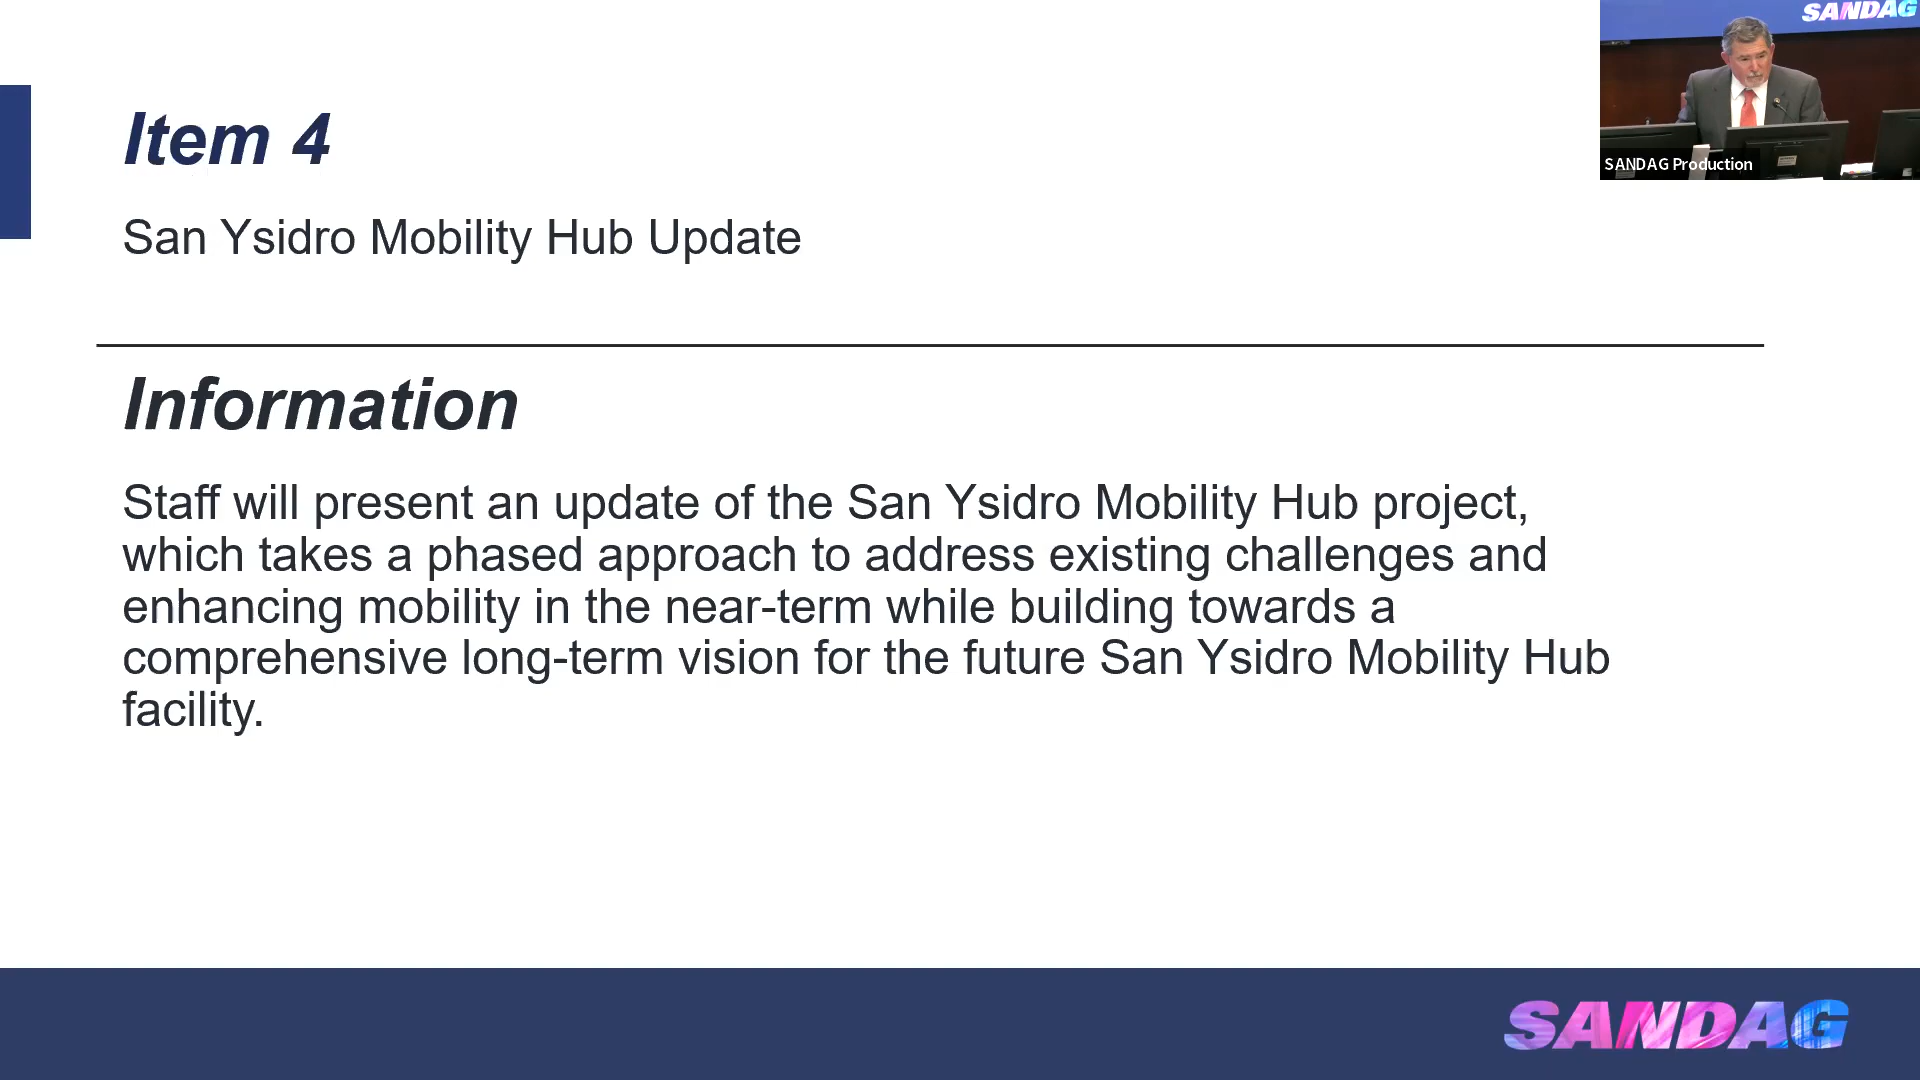 SANDAG
Item 4
SANDAG Production
San Ysidro Mobility Hub Update
Information
Staff will present an update of the San Ysidro Mobility Hub project,
which takes a phased approach to address existing challenges and
enhancing mobility in the near-term while building towards a
comprehensive long-term vision for the future San Ysidro Mobility Hub
facility.
SANDAG